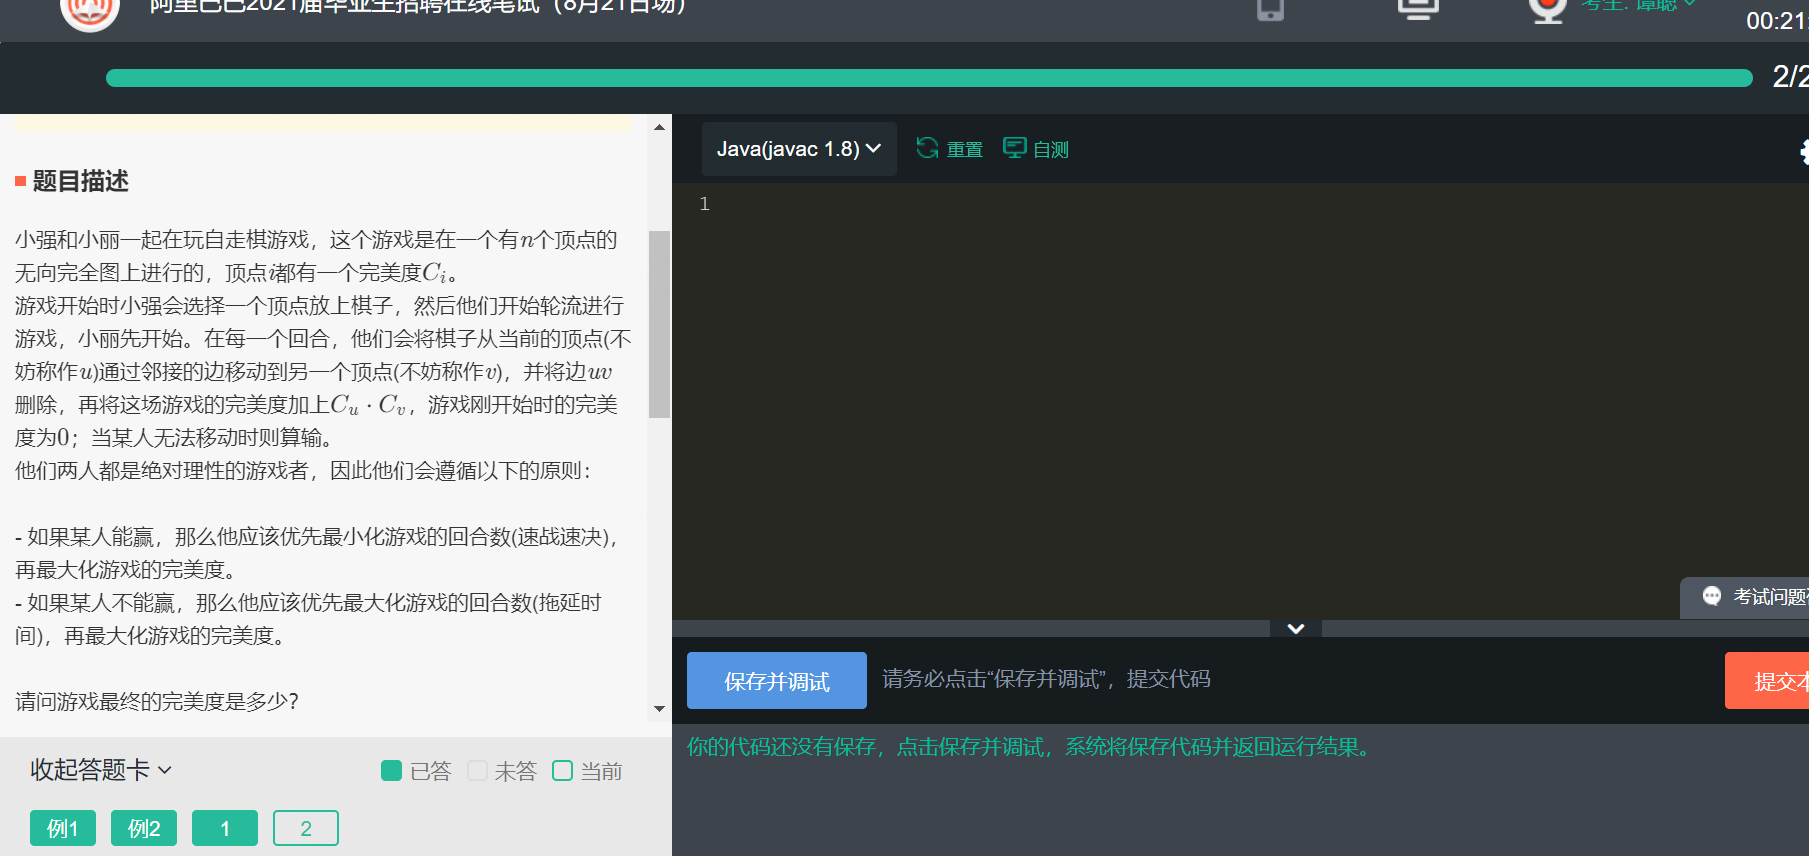 阿里巴巴2021届毕业生招聘在线笔试（8月21日场）
考生: 谭聪
00:21:
2/2
题目描述
小强和小丽一起在玩自走棋游戏，这个游戏是在一个有n个顶点的
无向完全图上进行的，顶点i都有一个完美度C_i。
游戏开始时小强会选择一个顶点放上棋子，然后他们开始轮流进行
游戏，小丽先开始。在每一个回合，他们会将棋子从当前的顶点(不
妨称作u)通过邻接的边移动到另一个顶点(不妨称作v)，并将边uv
删除，再将这场游戏的完美度加上C_u · C_v，游戏刚开始时的完美
度为0；当某人无法移动时则算输。
他们两人都是绝对理性的游戏者，因此他们会遵循以下的原则：
- 如果某人能赢，那么他应该优先最小化游戏的回合数(速战速决)，
再最大化游戏的完美度。
- 如果某人不能赢，那么他应该优先最大化游戏的回合数(拖延时
间)，再最大化游戏的完美度。
请问游戏最终的完美度是多少?
收起答题卡
已答 未答 当前
例1 例2 1 2
Java(javac 1.8) 重置 自测
1
考试问题
保存并调试 请务必点击“保存并调试”，提交代码
提交本
你的代码还没有保存，点击保存并调试，系统将保存代码并返回运行结果。